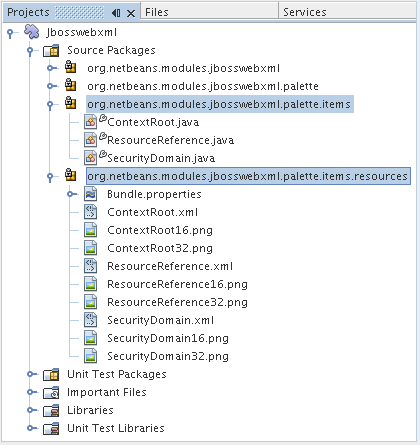 Projects Files Services
Jbosswebxml
Source Packages
org.netbeans.modules.jbosswebxml
org.netbeans.modules.jbosswebxml.palette
org.netbeans.modules.jbosswebxml.palette.items
ContextRoot.java
ResourceReference.java
SecurityDomain.java
org.netbeans.modules.jbosswebxml.palette.items.resources
Bundle.properties
ContextRoot.xml
ContextRoot16.png
ContextRoot32.png
ResourceReference.xml
ResourceReference16.png
ResourceReference32.png
SecurityDomain.xml
SecurityDomain16.png
SecurityDomain32.png
Unit Test Packages
Important Files
Libraries
Unit Test Libraries